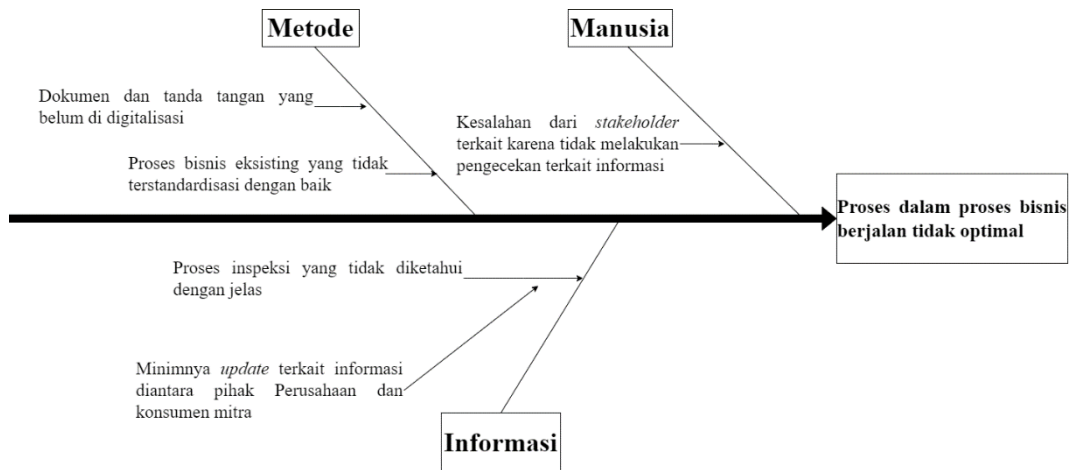 Metode
Manusia
Dokumen dan tanda tangan yang
belum di digitalisasi
Kesalahan dari stakeholder
terkait karena tidak melakukan
pengecekan terkait informasi
Proses bisnis eksisting yang tidak
terstandardisasi dengan baik
Proses dalam proses bisnis
berjalan tidak optimal
Proses inspeksi yang tidak diketahui
dengan jelas
Minimnya update terkait informasi
diantara pihak Perusahaan dan
konsumen mitra
Informasi